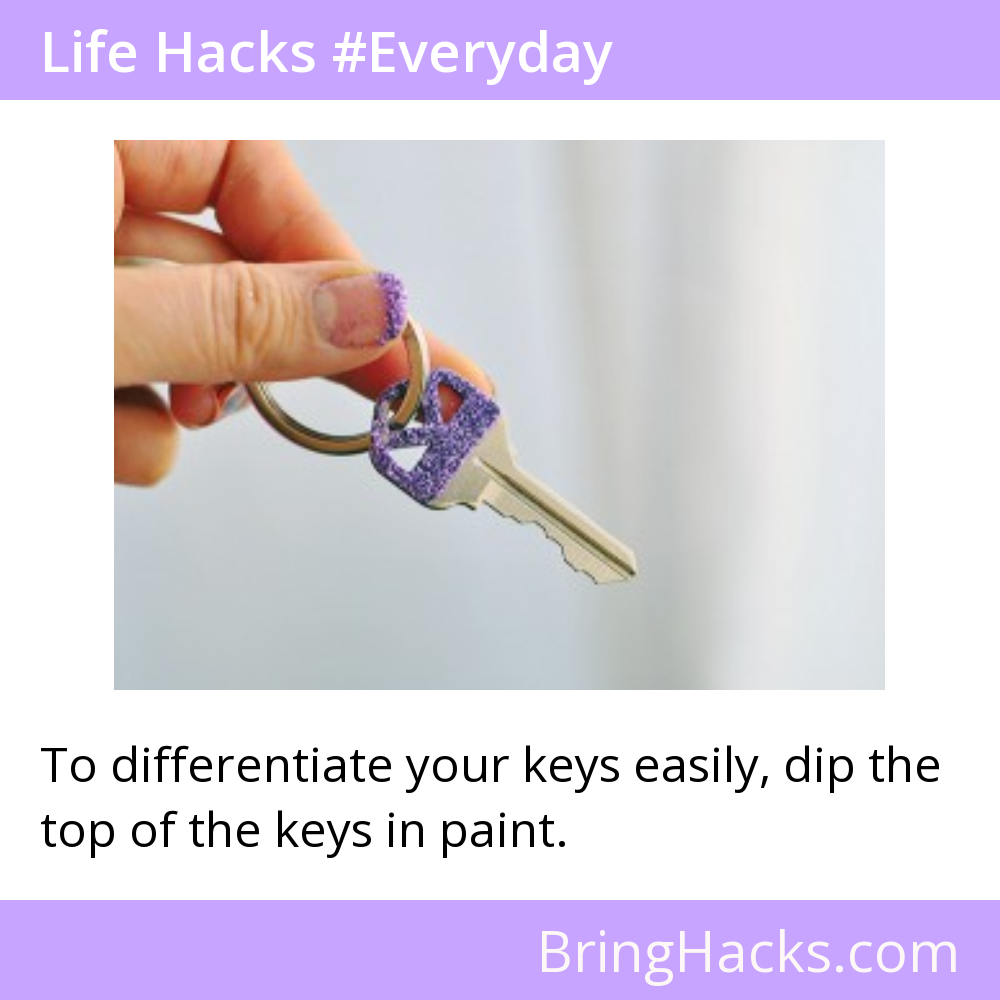 Life Hacks #Everyday
To differentiate your keys easily, dip the
top of the keys in paint.
BringHacks.com